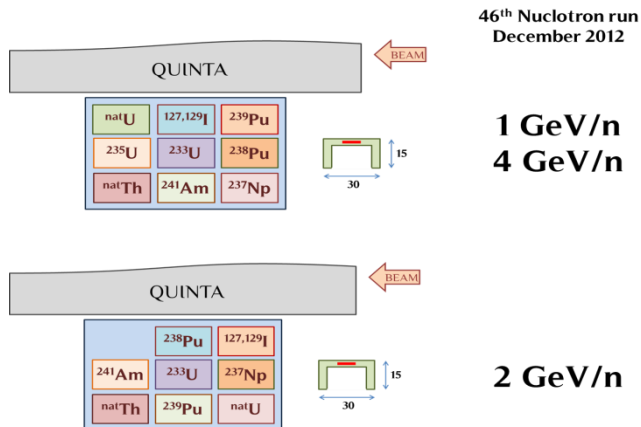 46th Nuclotron run
December 2012
BEAM
QUINTA
natU 127,129I 239Pu
235U 233U 238Pu
natTh 241Am 237Np
15
30
1 GeV/n
4 GeV/n
BEAM
QUINTA
238Pu 127,129I
241Am 233U 237Np
natTh 239Pu natU
15
30
2 GeV/n